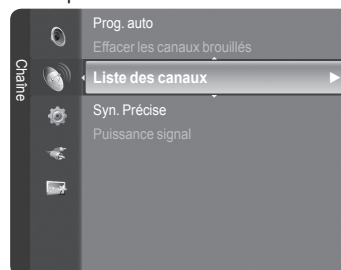 Chaîne
Prog. auto
Effacer les canaux brouillés
Liste des canaux
Syn. Précise
Puissance signal